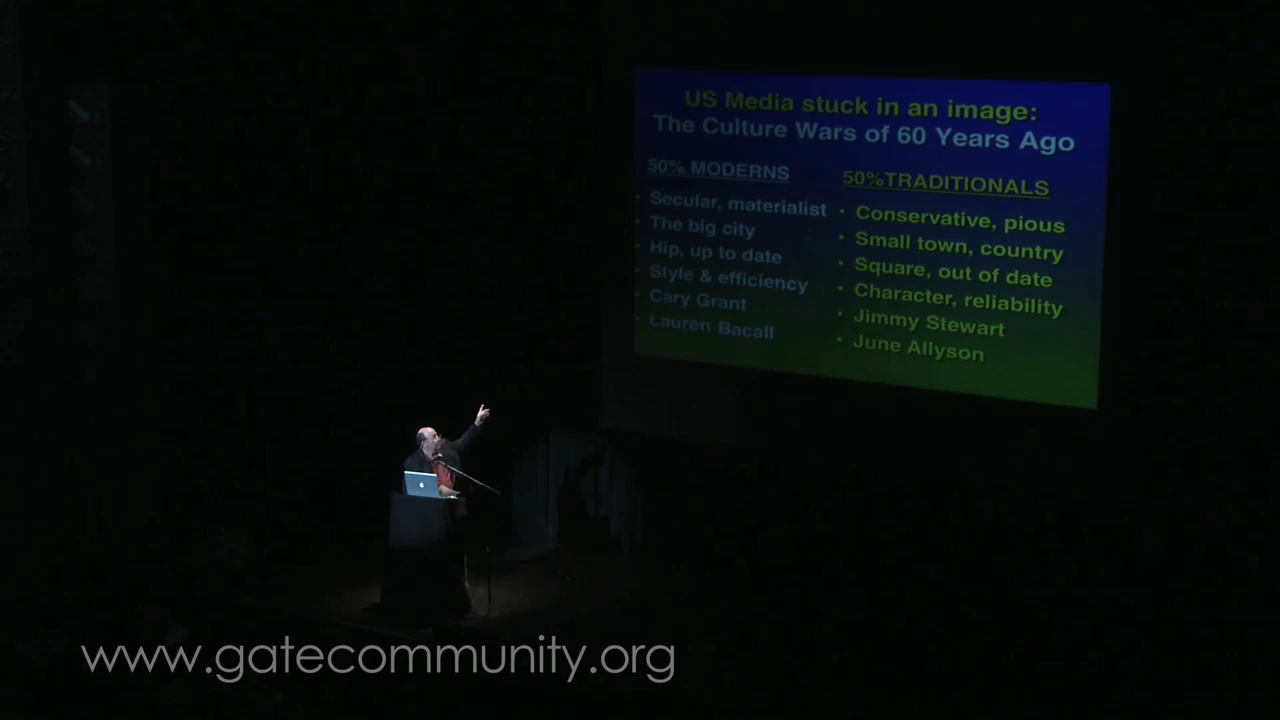 US Media stuck in an image:
The Culture Wars of 60 Years Ago
50% MODERNS
• Secular, materialist
• The big city
• Hip, up to date
• Style & efficiency
• Cary Grant
• Lauren Bacall
50%TRADITIONALS
• Conservative, pious
• Small town, country
• Square, out of date
• Character, reliability
• Jimmy Stewart
• June Allyson
www.gatecommunity.org